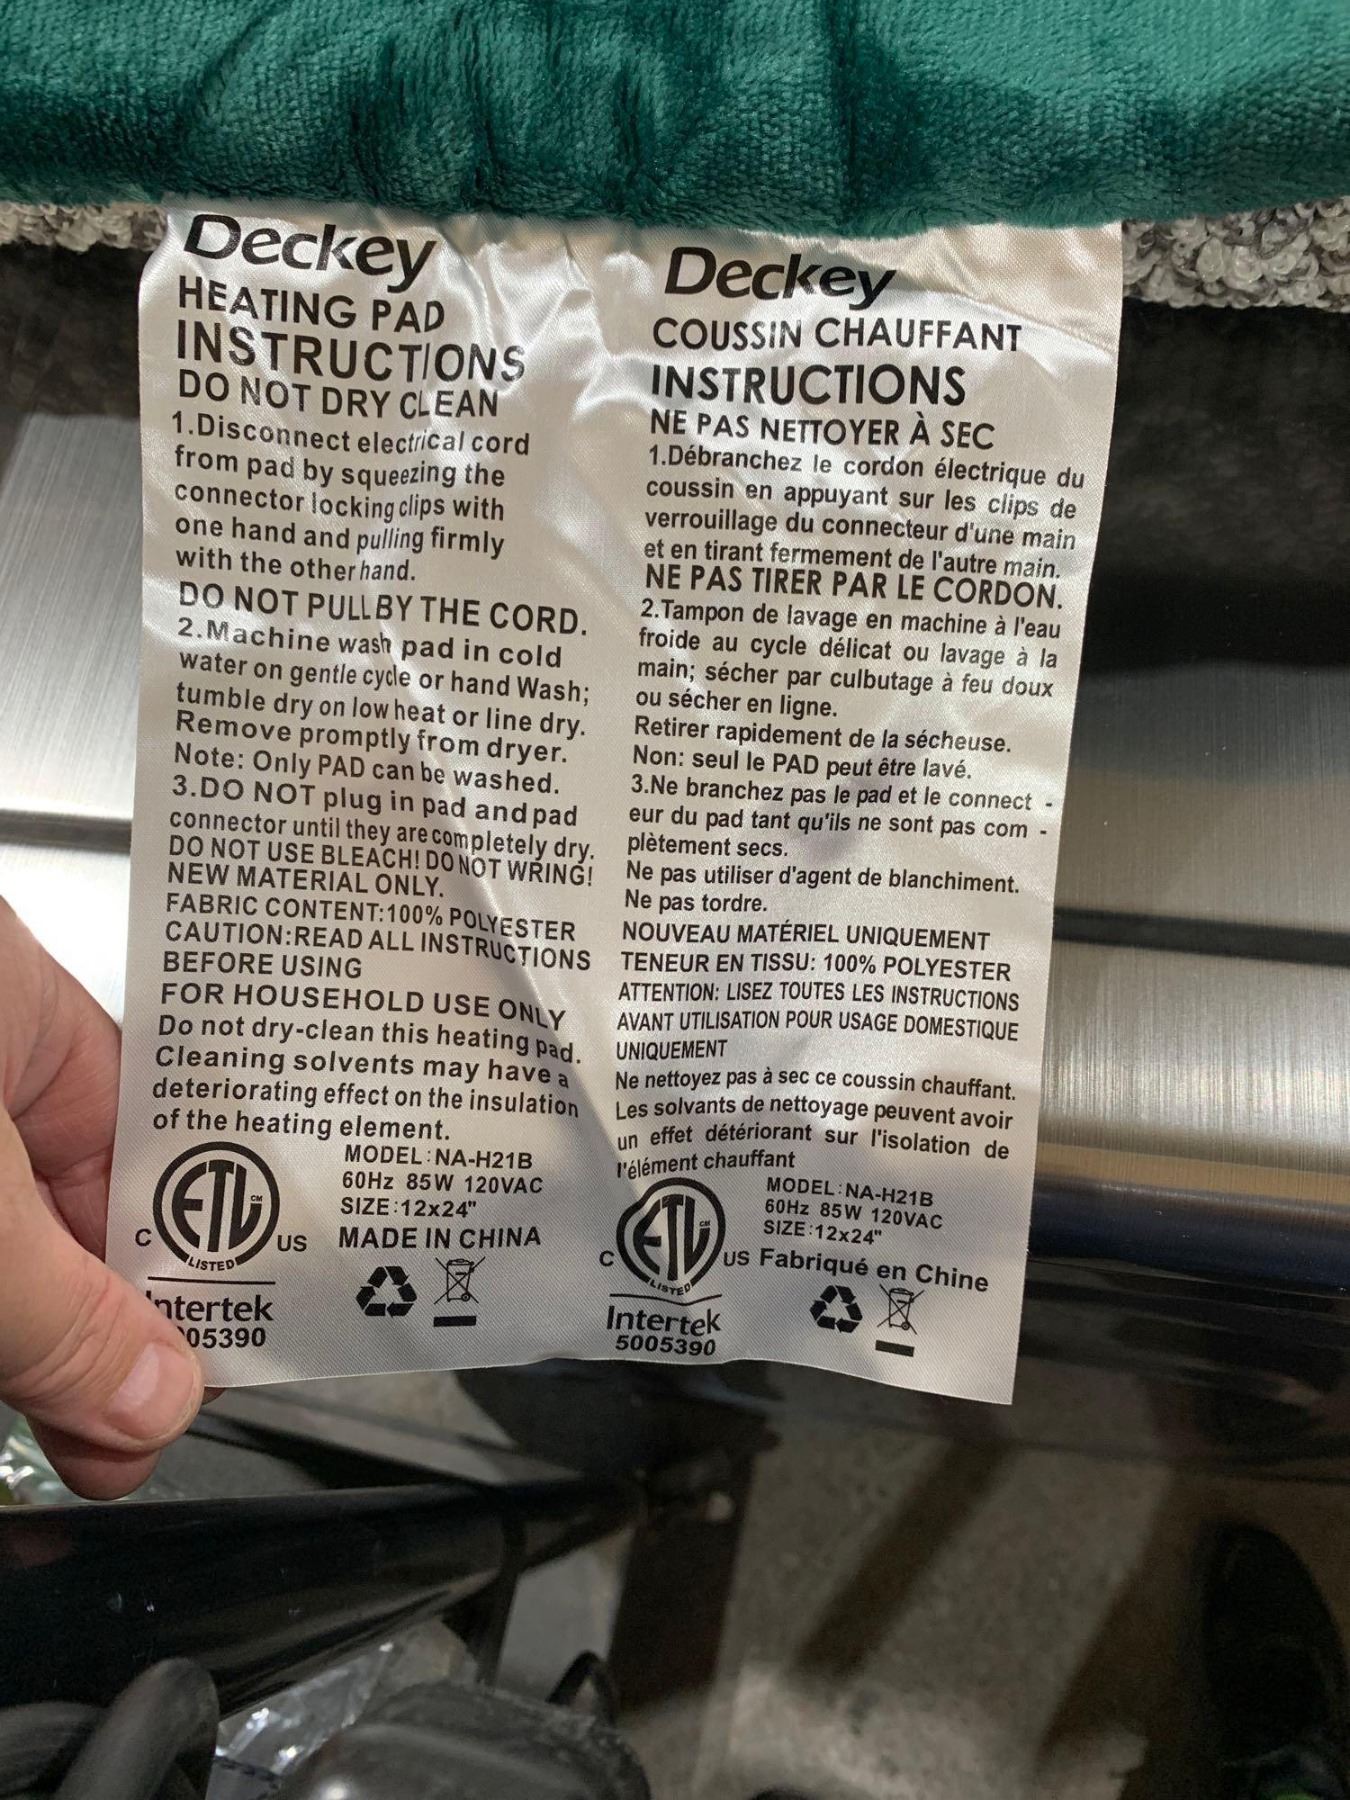 Deckey
HEATING PAD
INSTRUCTIONS
DO NOT DRY CLEAN
1.Disconnect electrical cord
from pad by squeezing the
connector locking clips with
one hand and pulling firmly
with the other hand.
DO NOT PULL BY THE CORD.
2.Machine wash pad in cold
water on gentle cycle or hand Wash;
tumble dry on low heat or line dry.
Remove promptly from dryer.
Note: Only PAD can be washed.
3.DO NOT plug in pad and pad
connector until they are completely dry.
DO NOT USE BLEACH! DO NOT WRING!
NEW MATERIAL ONLY.
FABRIC CONTENT:100% POLYESTER
CAUTION:READ ALL INSTRUCTIONS
BEFORE USING
FOR HOUSEHOLD USE ONLY
Do not dry-clean this heating pad.
Cleaning solvents may have a
deteriorating effect on the insulation
of the heating element.
MODEL:NA-H21B
60Hz 85W 120VAC
SIZE:12x24"
MADE IN CHINA
ETL CM
C US
LISTED
Intertek
05390
Deckey
COUSSIN CHAUFFANT
INSTRUCTIONS
NE PAS NETTOYER À SEC
1.Débranchez le cordon électrique du
coussin en appuyant sur les clips de
verrouillage du connecteur d'une main
et en tirant fermement de l'autre main.
NE PAS TIRER PAR LE CORDON.
2.Tampon de lavage en machine à l'eau
froide au cycle délicat ou lavage à la
main; sécher par culbutage à feu doux
ou sécher en ligne.
Retirer rapidement de la sécheuse.
Non: seul le PAD peut être lavé.
3.Ne branchez pas le pad et le connect -
eur du pad tant qu'ils ne sont pas com -
plètement secs.
Ne pas utiliser d'agent de blanchiment.
Ne pas tordre.
NOUVEAU MATÉRIEL UNIQUEMENT
TENEUR EN TISSU: 100% POLYESTER
ATTENTION: LISEZ TOUTES LES INSTRUCTIONS
AVANT UTILISATION POUR USAGE DOMESTIQUE
UNIQUEMENT
Ne nettoyez pas à sec ce coussin chauffant.
Les solvants de nettoyage peuvent avoir
un effet détériorant sur l'isolation de
l'élément chauffant
MODEL:NA-H21B
60Hz 85W 120VAC
SIZE:12x24"
Fabriqué en Chine
ETL CM
C US
LISTED
Intertek
5005390